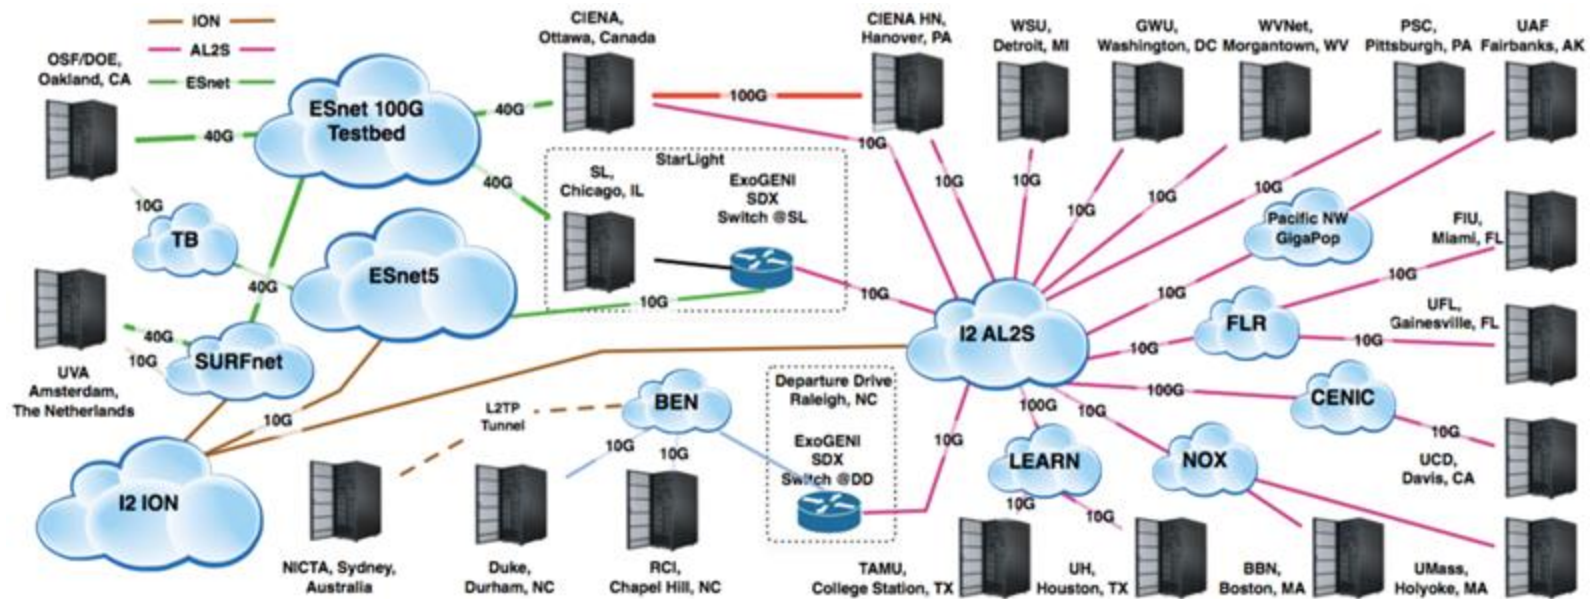 ION
AL2S
ESnet
OSF/DOE,
Oakland, CA
CIENA,
Ottawa, Canada
CIENA HN,
Hanover, PA
WSU,
Detroit, MI
GWU,
Washington, DC
WVNet,
Morgantown, WV
PSC,
Pittsburgh, PA
UAF
Fairbanks, AK
ESnet 100G
Testbed
40G
40G
40G
100G
10G
10G
10G
10G
10G
10G
StarLight
SL,
Chicago, IL
ExoGENI
SDX
Switch @SL
10G
TB
40G
ESnet5
10G
10G
Pacific NW
GigaPop
10G
FIU,
Miami, FL
10G
UFL,
Gainesville, FL
FLR
10G
10G
I2 AL2S
40G
10G
SURFnet
UVA
Amsterdam,
The Netherlands
10G
I2 ION
L2TP
Tunnel
BEN
10G
10G
Departure Drive
Raleigh, NC
ExoGENI
SDX
Switch @DD
10G
100G
CENIC
10G
UCD,
Davis, CA
100G
10G
LEARN
NOX
10G
10G
NICTA, Sydney,
Australia
Duke,
Durham, NC
RCI,
Chapel Hill, NC
TAMU,
College Station, TX
UH,
Houston, TX
BBN,
Boston, MA
UMass,
Holyoke, MA